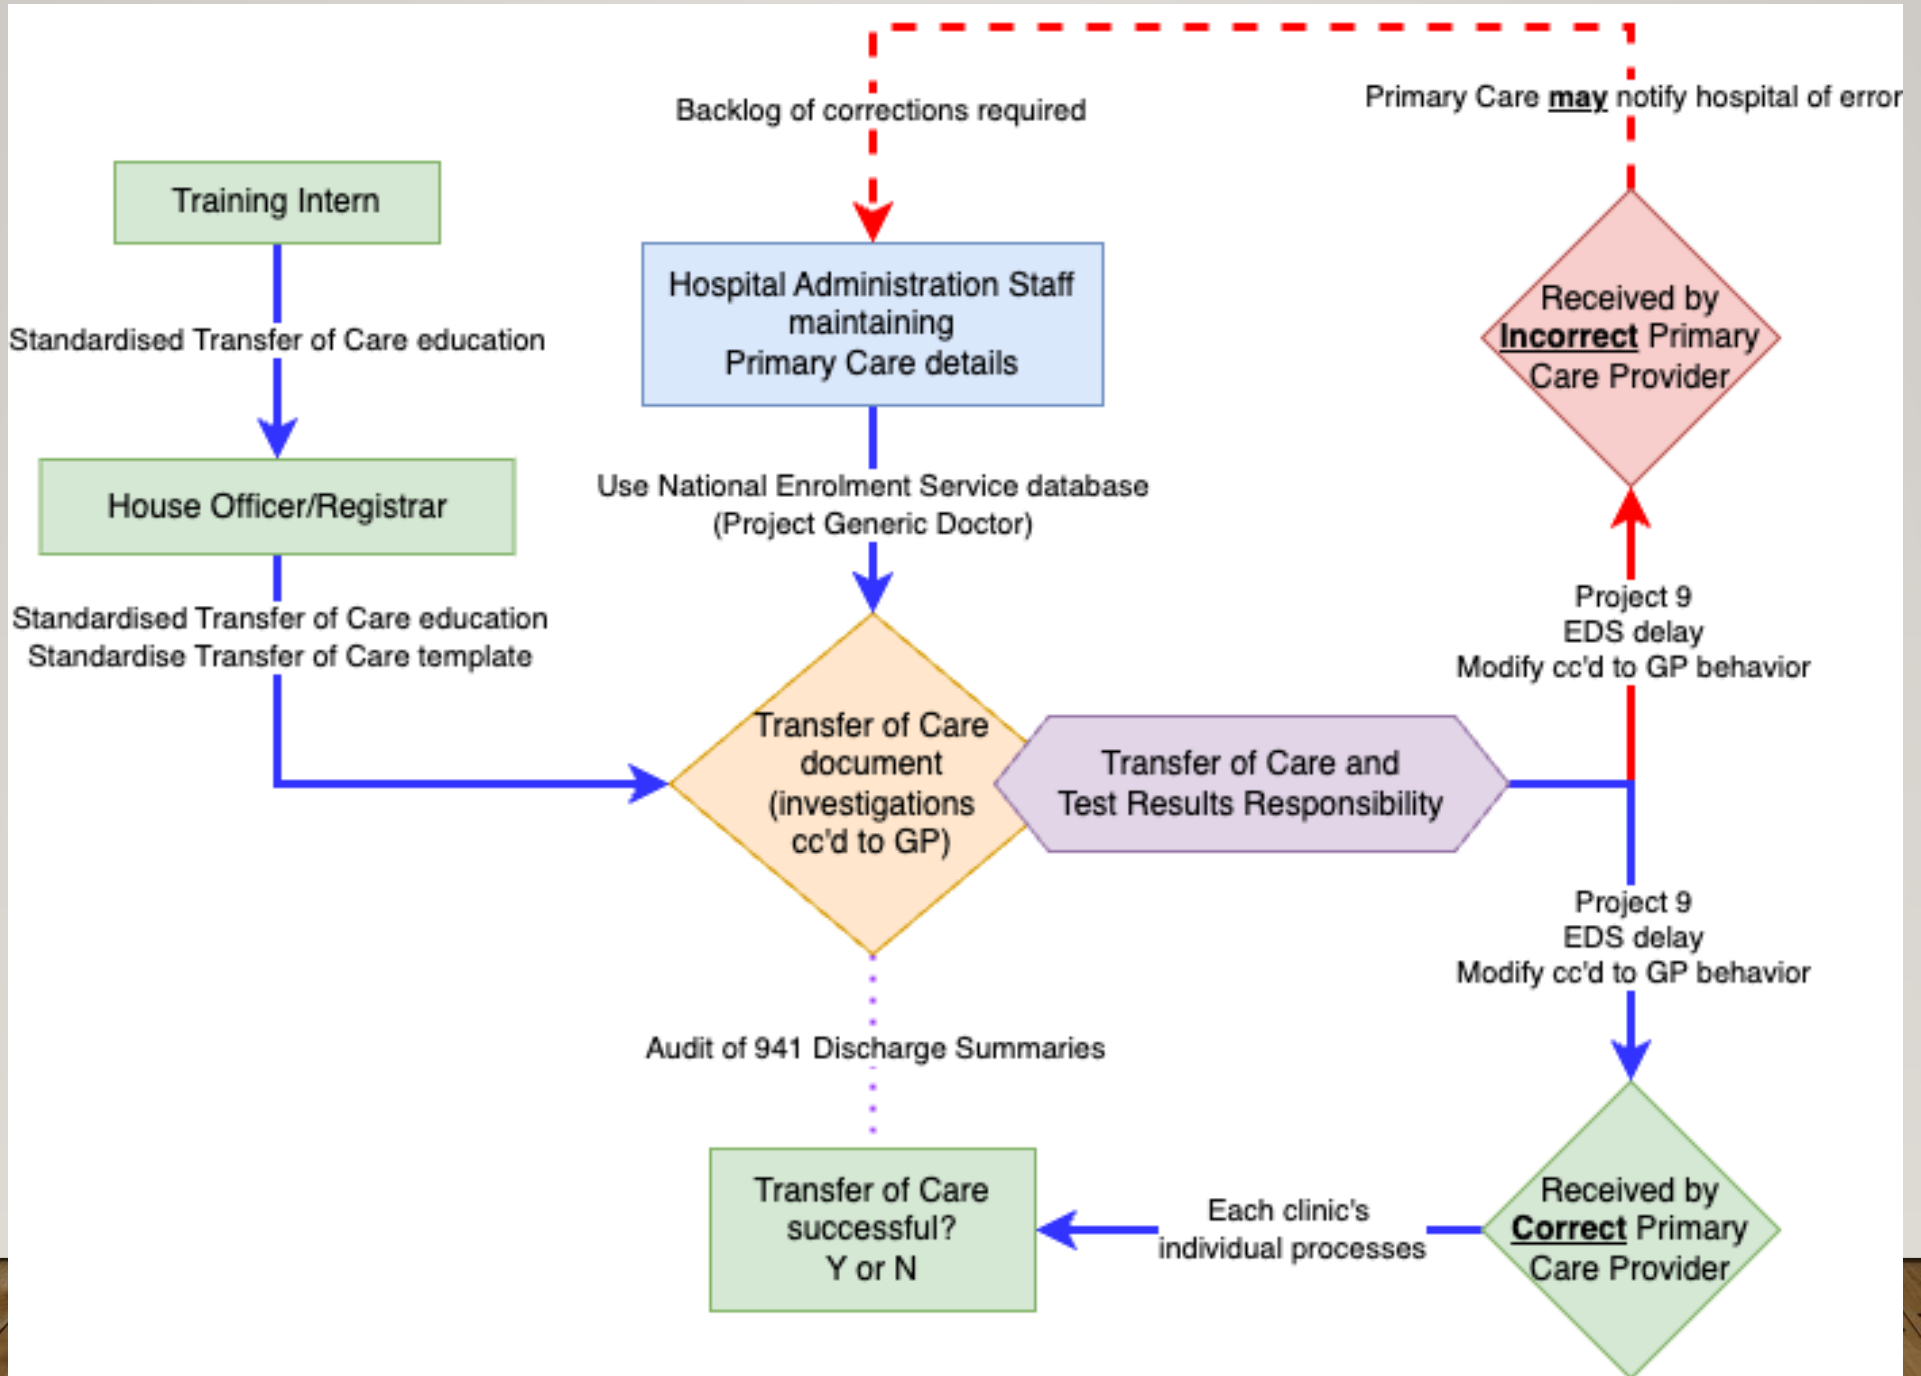 Primary Care may notify hospital of error
Backlog of corrections required
Training Intern
Hospital Administration Staff
maintaining
Primary Care details
Received by
Incorrect Primary
Care Provider
Standardised Transfer of Care education
House Officer/Registrar
Use National Enrolment Service database
(Project Generic Doctor)
Standardised Transfer of Care education
Standardise Transfer of Care template
Project 9
EDS delay
Modify cc'd to GP behavior
Transfer of Care
document
(investigations
cc'd to GP)
Transfer of Care and
Test Results Responsibility
Project 9
EDS delay
Modify cc'd to GP behavior
Audit of 941 Discharge Summaries
Transfer of Care
successful?
Y or N
Each clinic's
individual processes
Received by
Correct Primary
Care Provider